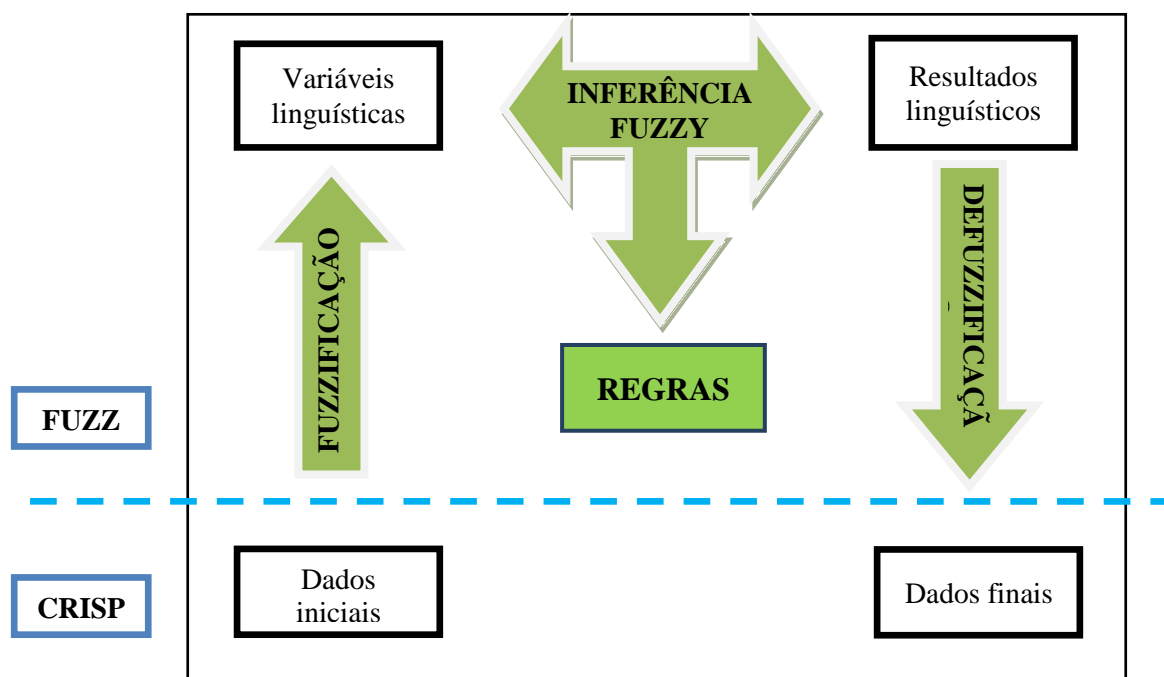 Variáveis
linguísticas
INFERÊNCIA
FUZZY
Resultados
linguísticos
FUZZIFICAÇÃO
DEFUZZIFICAÇÃ
REGRAS
FUZZ
Dados
iniciais
Dados finais
CRISP